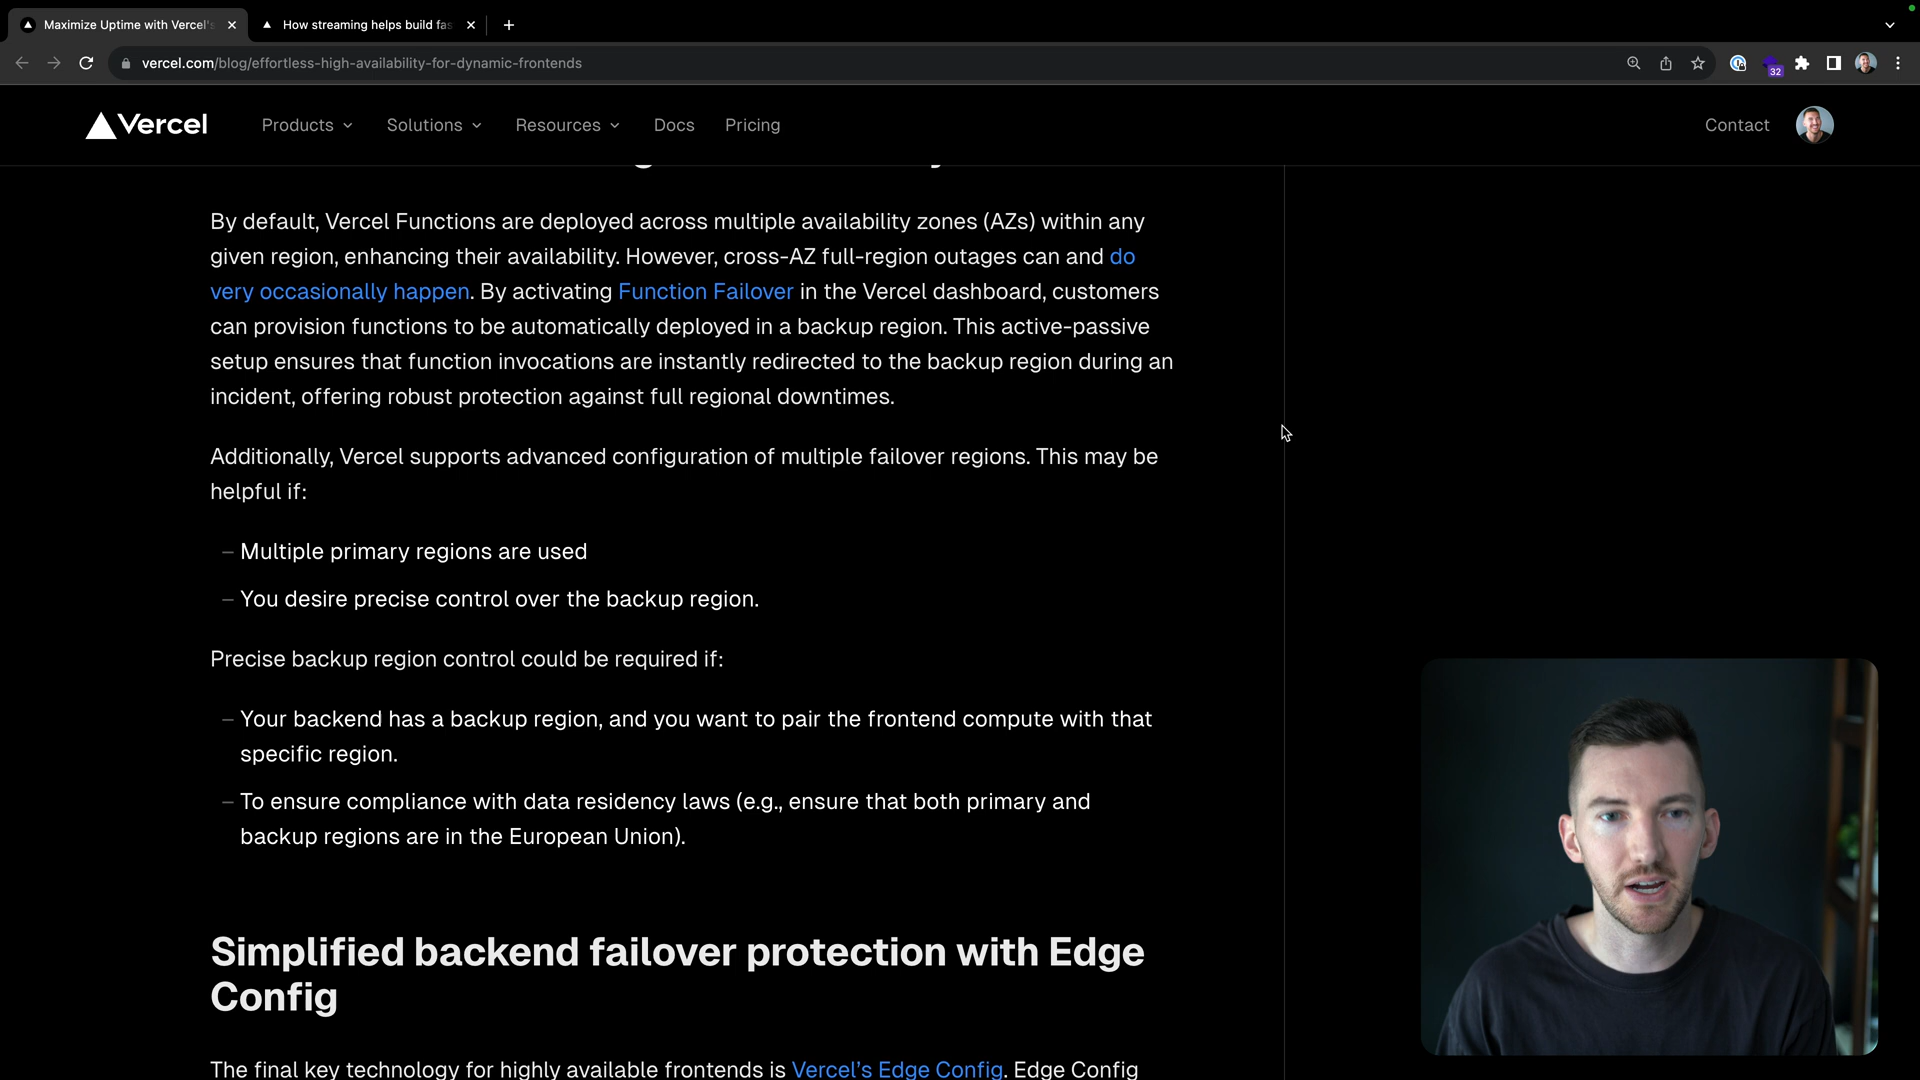 Maximize Uptime with Vercel's
How streaming helps build fas
vercel.com/blog/effortless-high-availability-for-dynamic-frontends
32
Vercel
Products
Solutions
Resources
Docs
Pricing
Contact
By default, Vercel Functions are deployed across multiple availability zones (AZs) within any
given region, enhancing their availability. However, cross-AZ full-region outages can and do
very occasionally happen. By activating Function Failover in the Vercel dashboard, customers
can provision functions to be automatically deployed in a backup region. This active-passive
setup ensures that function invocations are instantly redirected to the backup region during an
incident, offering robust protection against full regional downtimes.
Additionally, Vercel supports advanced configuration of multiple failover regions. This may be
helpful if:
– Multiple primary regions are used
– You desire precise control over the backup region.
Precise backup region control could be required if:
– Your backend has a backup region, and you want to pair the frontend compute with that
specific region.
– To ensure compliance with data residency laws (e.g., ensure that both primary and
backup regions are in the European Union).
Simplified backend failover protection with Edge
Config
The final key technology for highly available frontends is Vercel's Edge Config. Edge Config